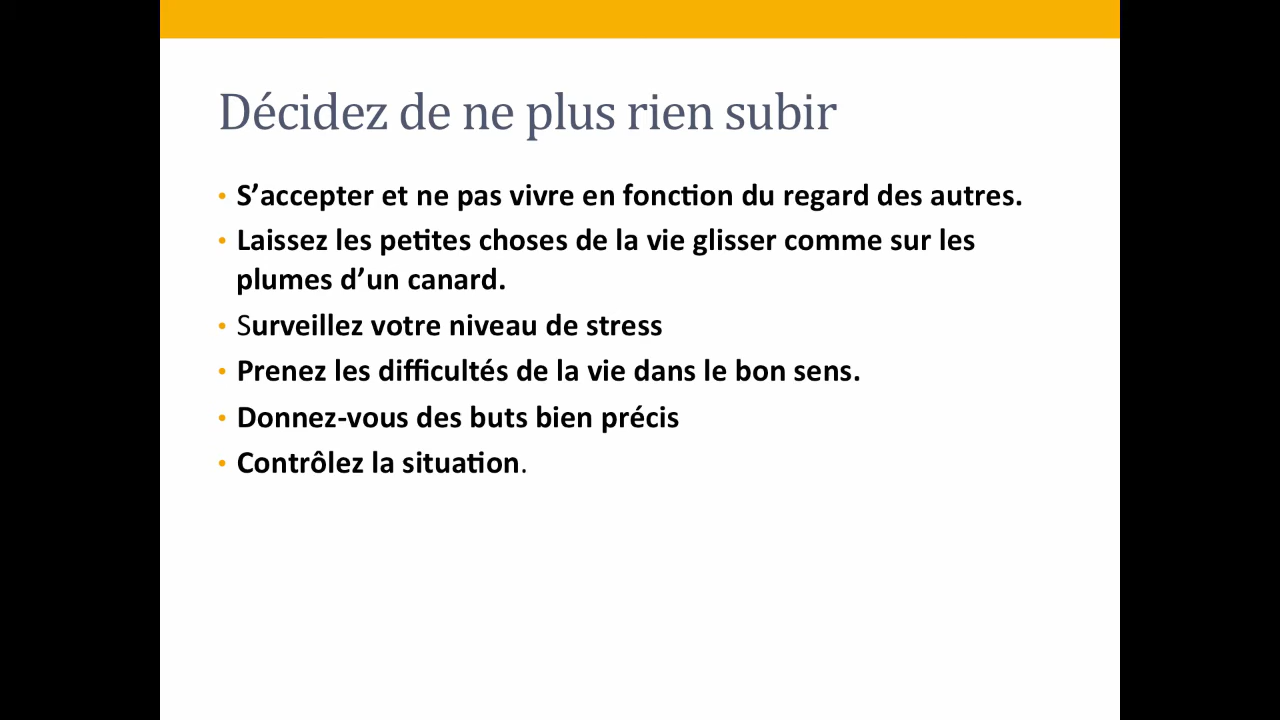 Décidez de ne plus rien subir
• S’accepter et ne pas vivre en fonction du regard des autres.
• Laissez les petites choses de la vie glisser comme sur les
plumes d’un canard.
• Surveillez votre niveau de stress
• Prenez les difficultés de la vie dans le bon sens.
• Donnez-vous des buts bien précis
• Contrôlez la situation.